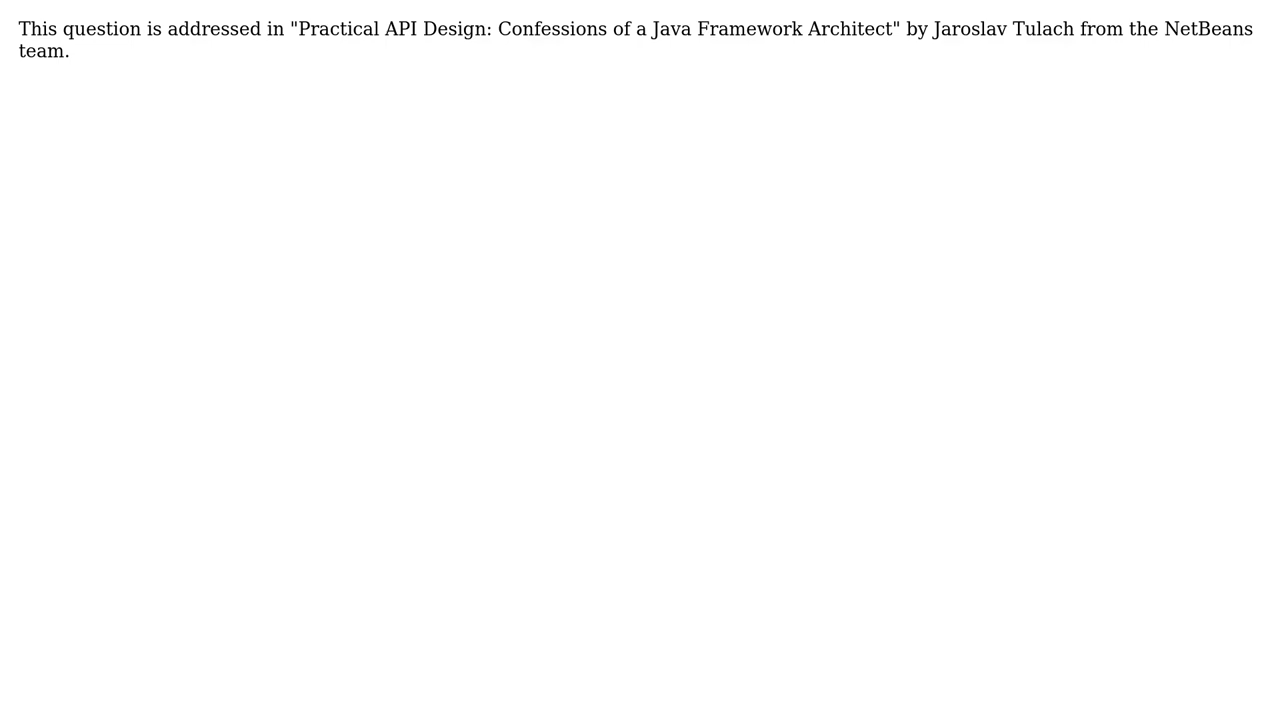 This question is addressed in "Practical API Design: Confessions of a Java Framework Architect" by Jaroslav Tulach from the NetBeans
team.